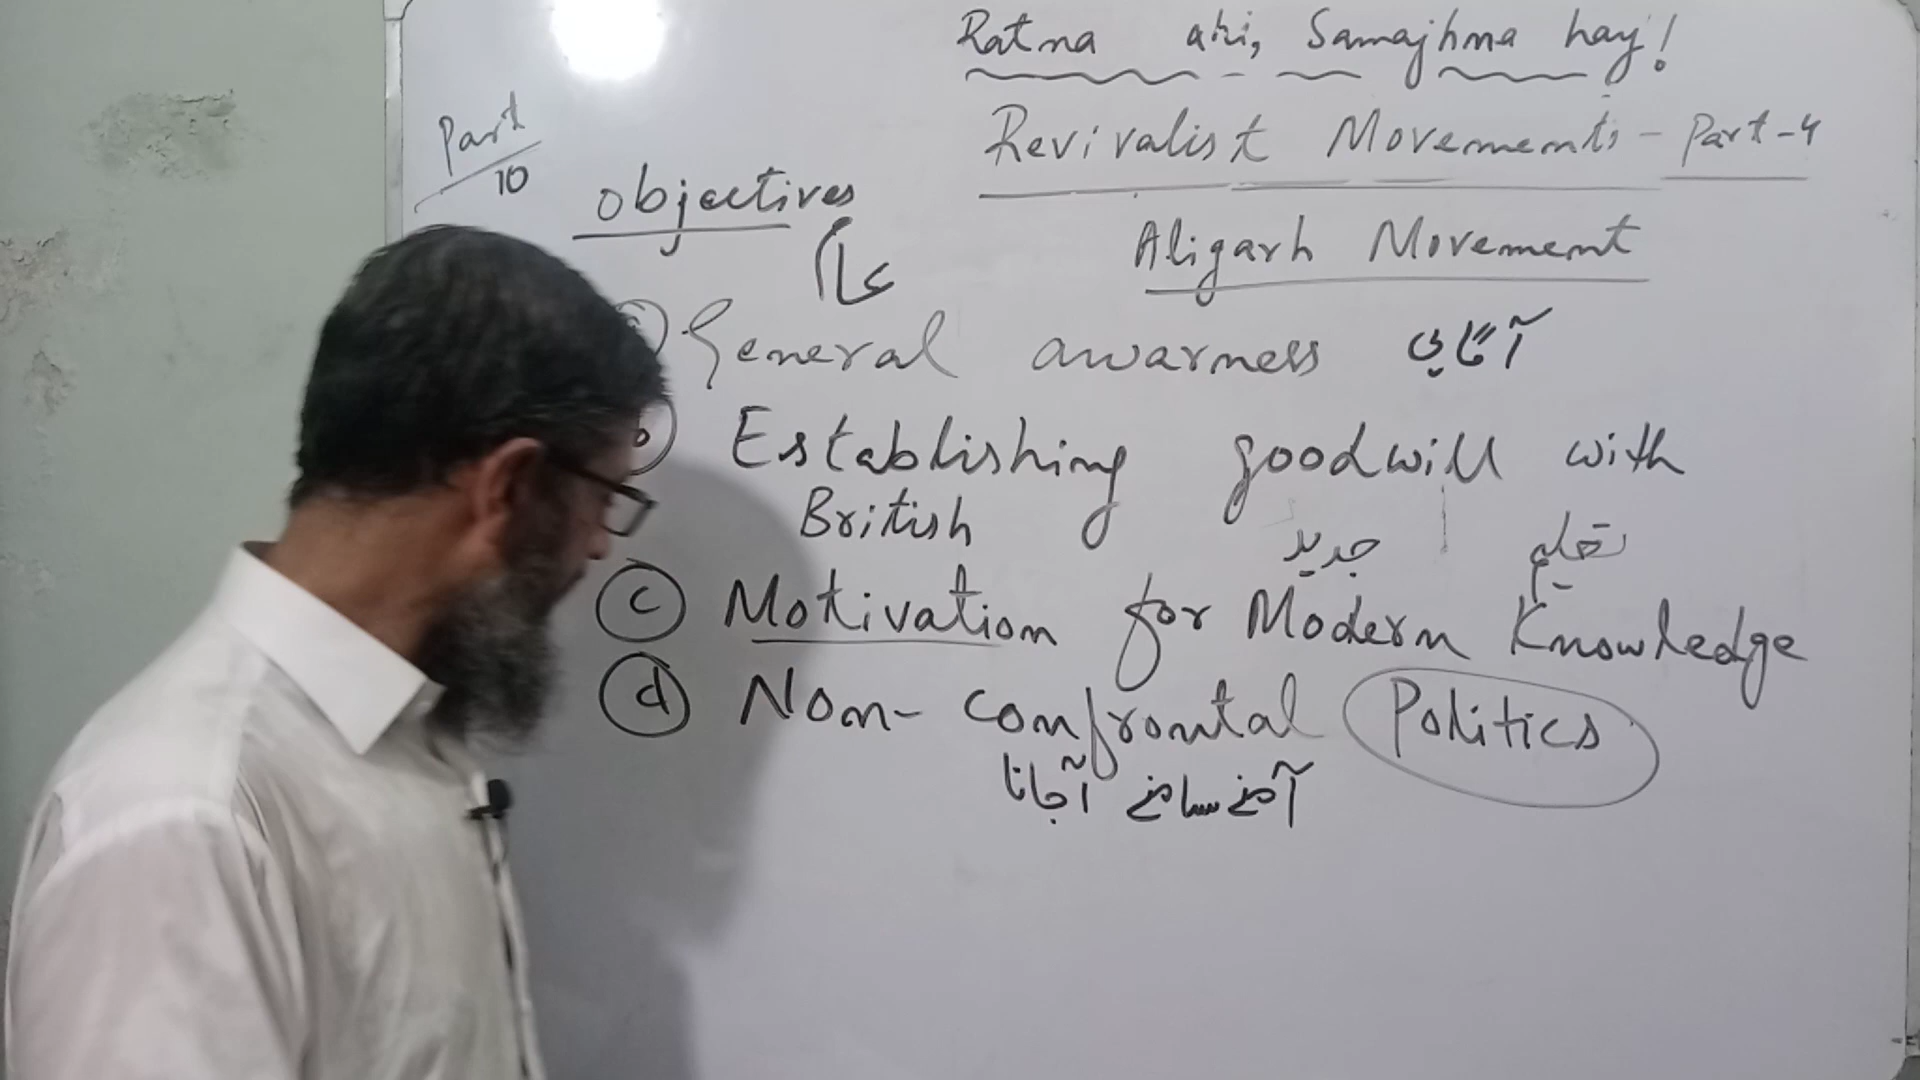 Ratna ahi, Samajhna hay!
Part
10
Revivalist Movements - Part-4
objectives
Aligarh Movement
عام
General awarness آگاہی
b Establishing goodwill with
British
جدید تعلیم
c Motivation for Modern Knowledge
d Non-confrontal Politics
آمنے سامنے آجانا